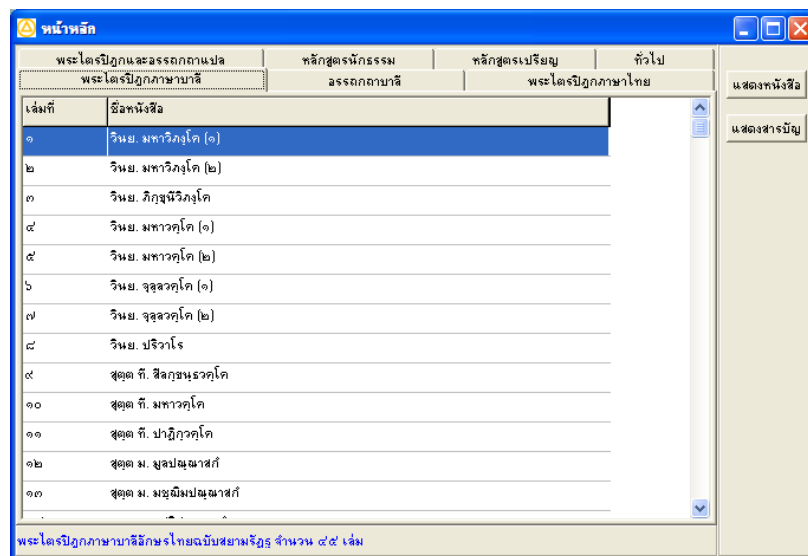 หน้าหลัก
พระไตรปิฎกและอรรถกถาแปล หลักสูตรนักธรรม หลักสูตรเปรียญ ทั่วไป
พระไตรปิฎกภาษาบาลี อรรถกถาบาลี พระไตรปิฎกภาษาไทย
แสดงหนังสือ
แสดงสารบัญ
เล่มที่ ชื่อหนังสือ
๑ วินย. มหาวิภงฺโค (๑)
๒ วินย. มหาวิภงฺโค (๒)
๓ วินย. ภิกฺขุนีวิภงฺโค
๔ วินย. มหาวคฺโค (๑)
๕ วินย. มหาวคฺโค (๒)
๖ วินย. จุลฺลวคฺโค (๑)
๗ วินย. จุลฺลวคฺโค (๒)
๘ วินย. ปริวาโร
๙ สุตฺต ที. สีลกฺขนฺธวคฺโค
๑๐ สุตฺต ที. มหาวคฺโค
๑๑ สุตฺต ที. ปาฏิกฺวคฺโค
๑๒ สุตฺต ม. มูลปณฺณาสกํ
๑๓ สุตฺต ม. มชฺฌิมปณฺณาสกํ
พระไตรปิฎกภาษาบาลีอักษรไทยฉบับสยามรัฏฐ จำนวน ๔๕ เล่ม